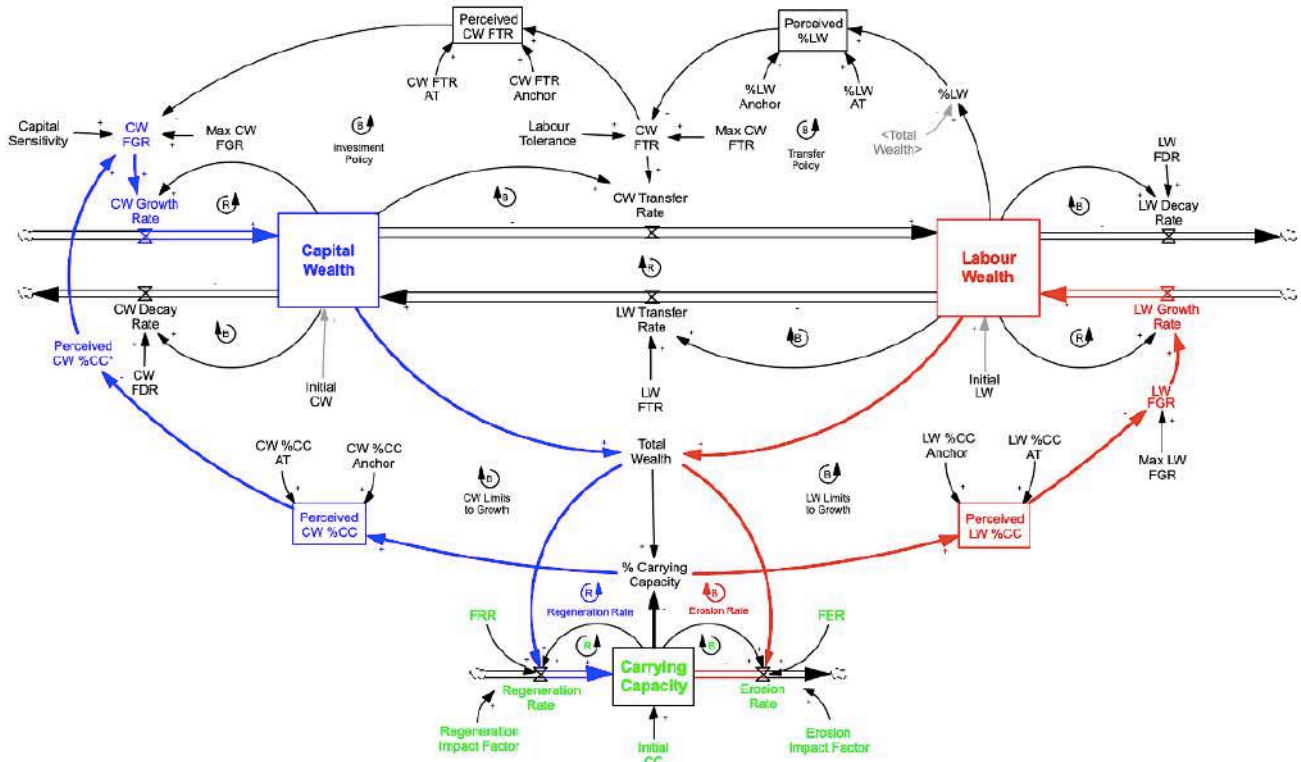 Perceived
CW FTR
Perceived
%LW
CW FTR
AT
CW FTR
Anchor
%LW
Anchor
%LW
AT
%LW
<Total
Wealth>
Capital
Sensitivity
CW
FGR
Max CW
FGR
B
Investment
Policy
Labour
Tolerance
CW
FTR
Max CW
FTR
B
Transfer
Policy
LW
FDR
CW Growth
Rate
R
B
CW Transfer
Rate
B
LW Decay
Rate
Capital
Wealth
R
Labour
Wealth
CW Decay
Rate
B
LW Transfer
Rate
B
LW Growth
Rate
R
Perceived
CW %CC*
CW
FDR
Initial
CW
LW
FTR
Initial
LW
LW
FGR
Max LW
FGR
CW %CC
AT
CW %CC
Anchor
Total
Wealth
LW %CC
Anchor
LW %CC
AT
B
CW Limits
to Growth
B
LW Limits
to Growth
Perceived
CW %CC
Perceived
LW %CC
% Carrying
Capacity
R
Regeneration Rate
B
Erosion Rate
FRR
R
B
FER
Carrying
Capacity
Regeneration
Rate
Erosion
Rate
Regeneration
Impact Factor
Initial
CC
Erosion
Impact Factor